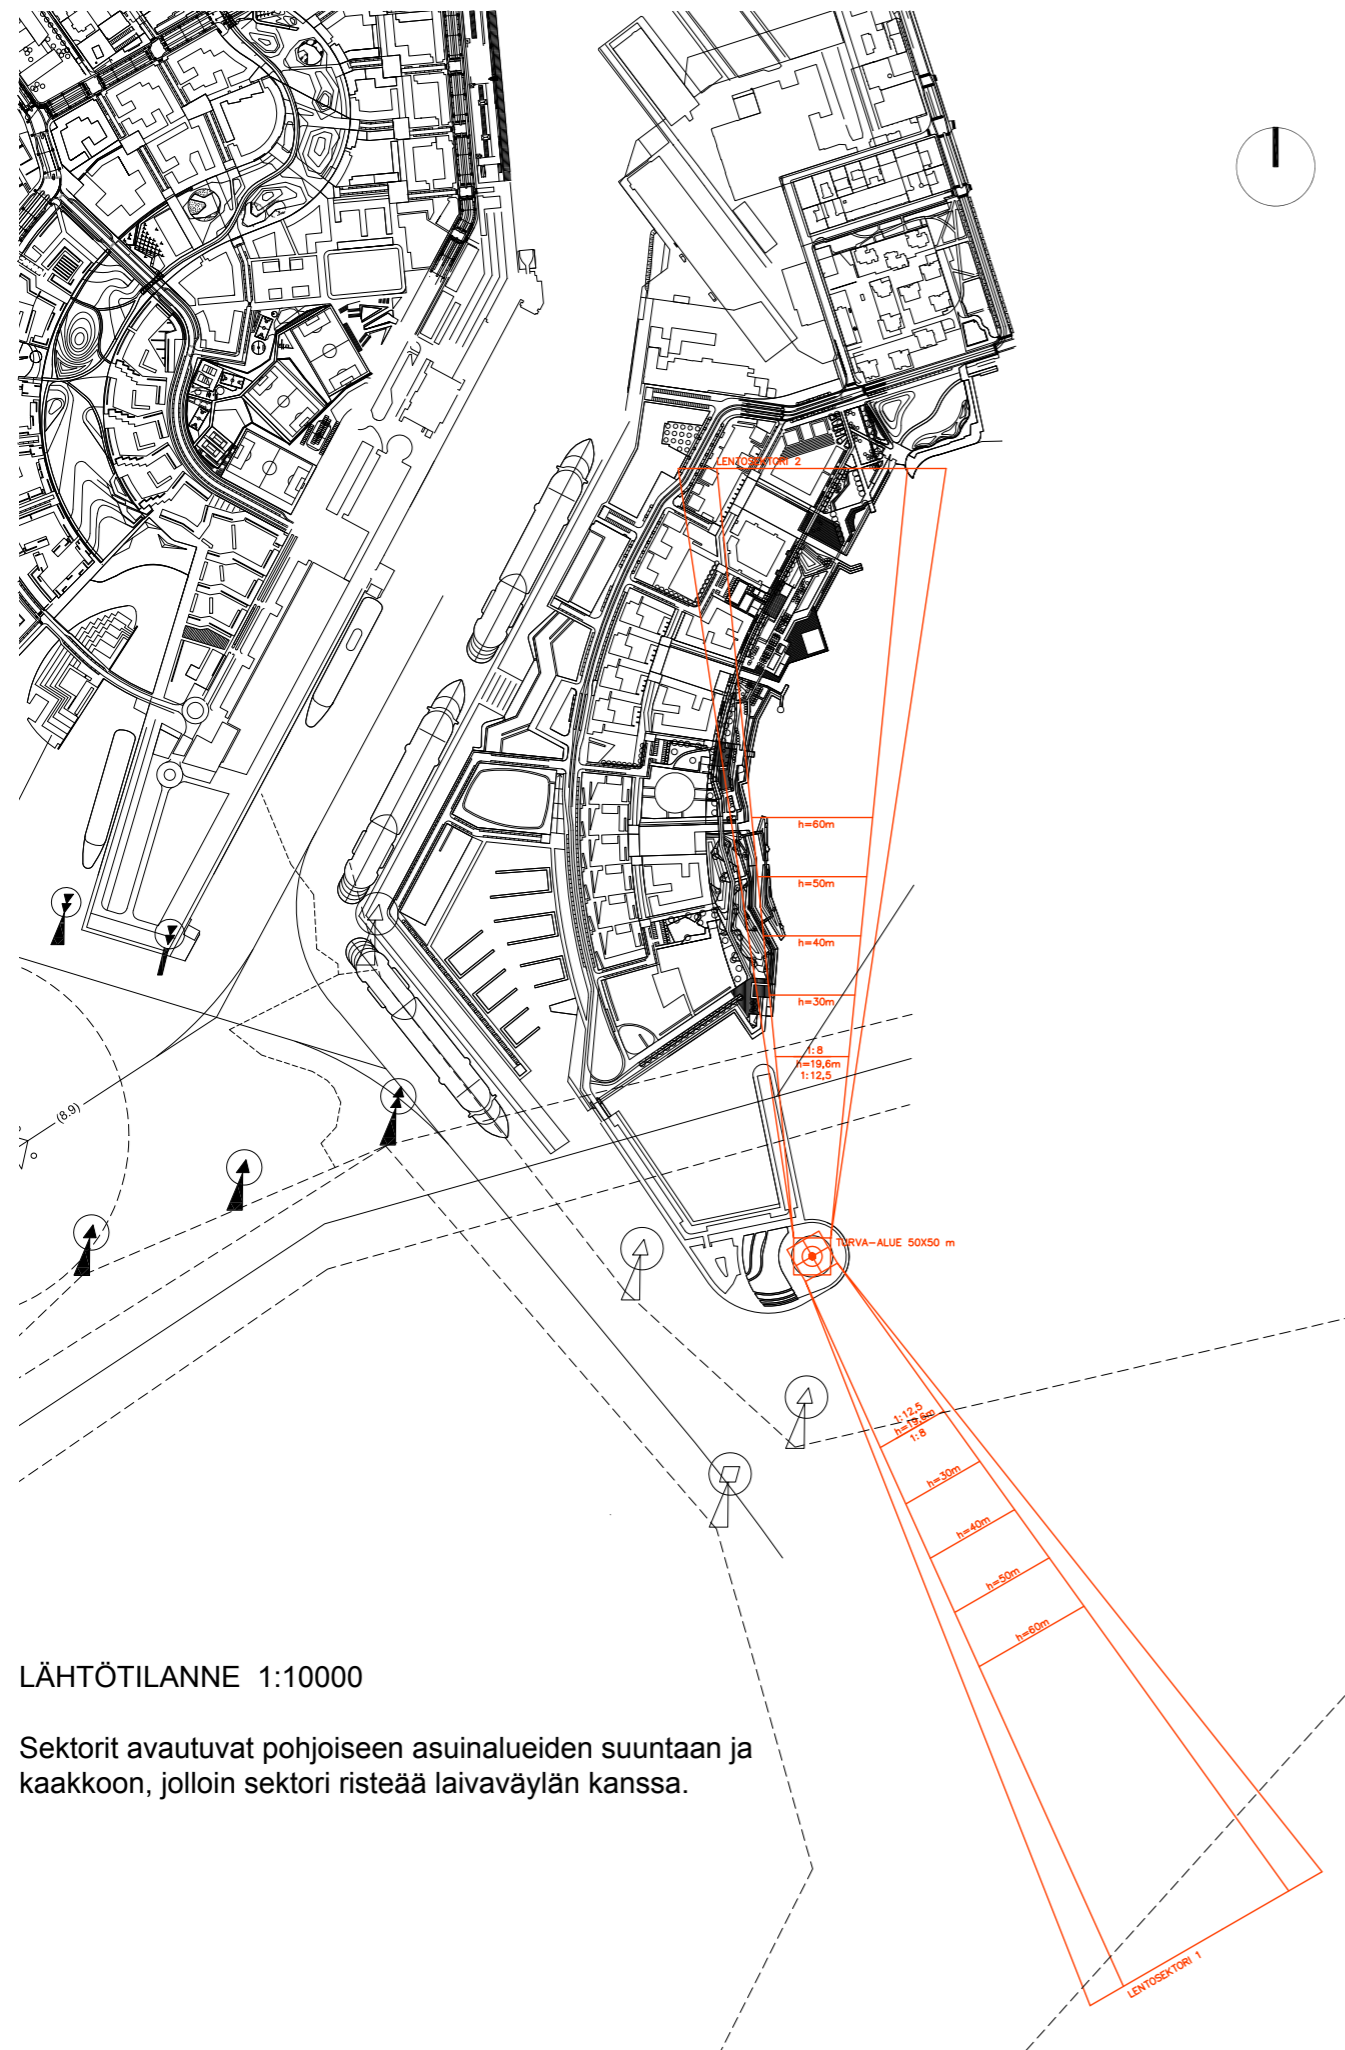 LENTOSEKTORI 2
h=60m
h=50m
h=40m
h=30m
1:8
h=19,6m
1:12,5
(8.9)
TURVA-ALUE 50X50 m
1:12,5
h=19,6m
1:8
h=30m
h=40m
h=50m
h=60m
LÄHTÖTILANNE 1:10000
Sektorit avautuvat pohjoiseen asuinalueiden suuntaan ja
kaakkoon, jolloin sektori risteää laivaväylän kanssa.
LENTOSEKTORI 1